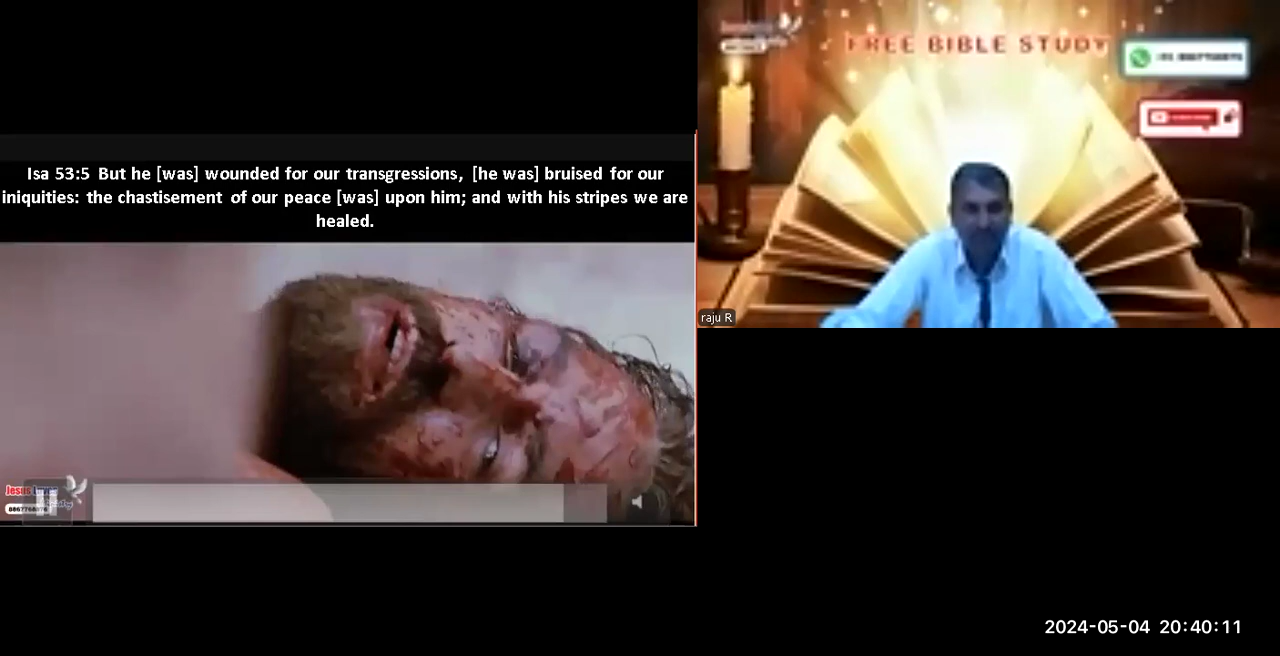 Isa 53:5 But he [was] wounded for our transgressions, [he was] bruised for our
iniquities: the chastisement of our peace [was] upon him; and with his stripes we are
healed.
FREE BIBLE STUDY
raju R
Jesus
2024-05-04 20:40:11